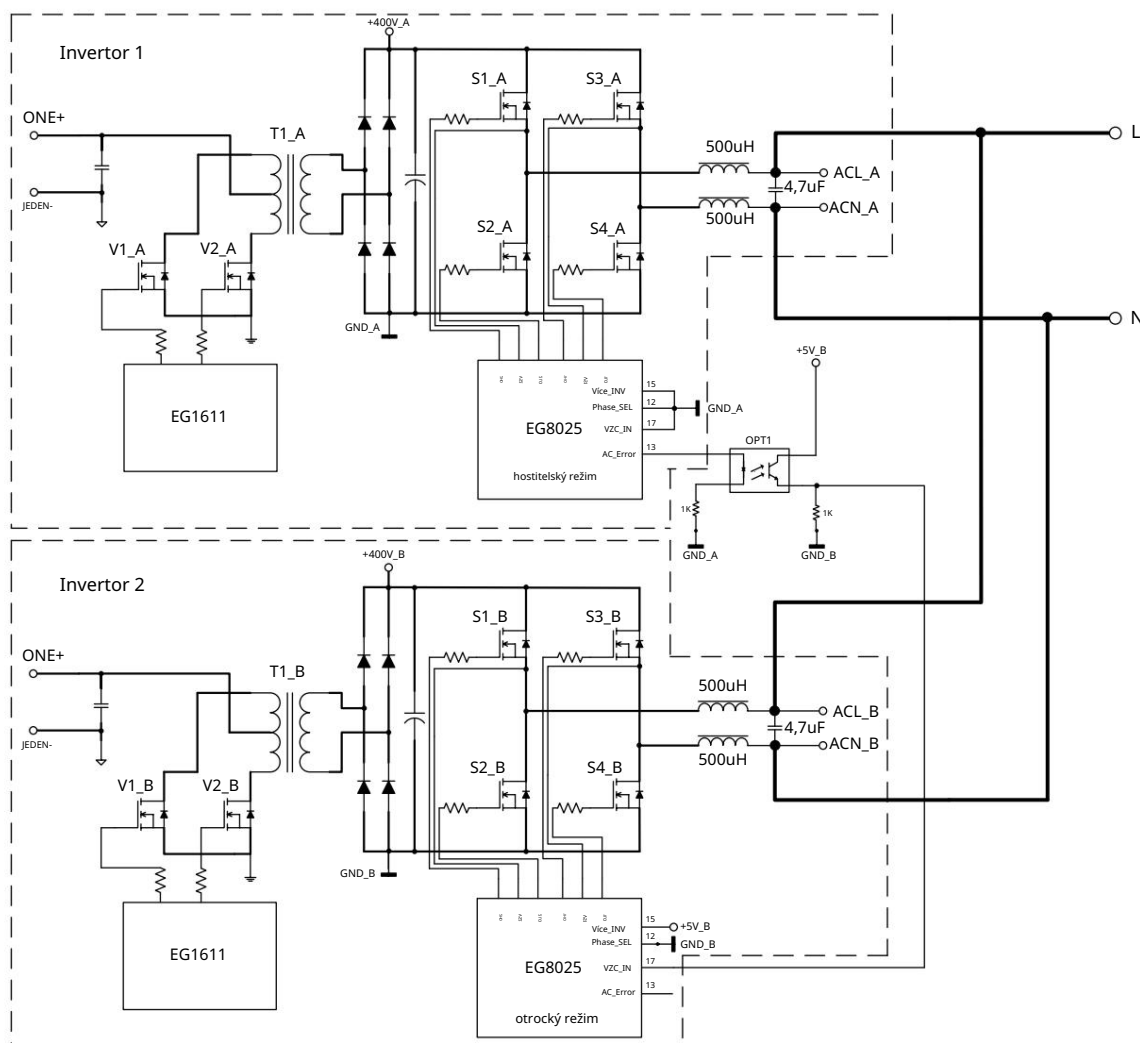 +400V_A
Invertor 1
S1_A
S3_A
ONE+
T1_A
L
500uH
ACL_A
4,7uF
ACN_A
500uH
JEDEN-
S2_A
S4_A
V1_A
V2_A
GND_A
N
+5V_B
Více_INV
15
Phase_SEL
12
GND_A
EG1611
EG8025
VZC_IN
17
OPT1
AC_Error
13
hostitelský režim
1K
1K
GND_A
GND_B
+400V_B
Invertor 2
S1_B
S3_B
ONE+
T1_B
500uH
ACL_B
4,7uF
ACN_B
500uH
JEDEN-
S2_B
S4_B
V1_B
V2_B
GND_B
Více_INV
15
+5V_B
Phase_SEL
12
GND_B
EG1611
EG8025
VZC_IN
17
AC_Error
13
otrocký režim